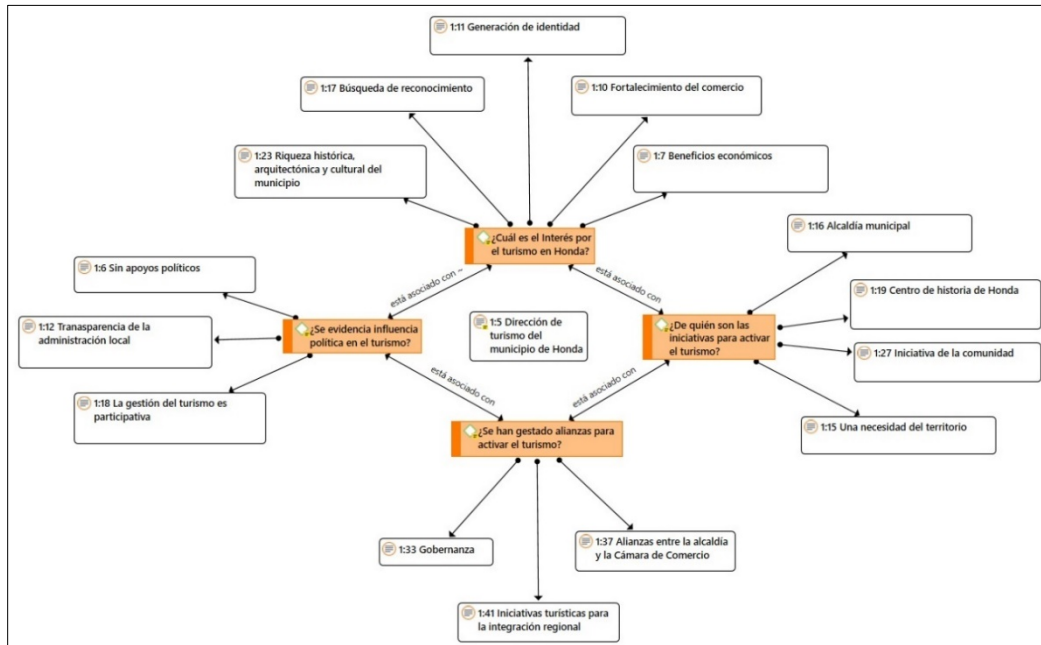 1:11 Generación de identidad
1:17 Búsqueda de reconocimiento
1:10 Fortalecimiento del comercio
1:23 Riqueza histórica,
arquitectónica y cultural del
municipio
1:7 Beneficios económicos
¿Cuál es el Interés por
el turismo en Honda?
1:16 Alcaldía municipal
1:6 Sin apoyos políticos
está asociado con ~
está asociado con
1:19 Centro de historia de Honda
1:12 Tranasparencia de la
administración local
¿Se evidencia influencia
política en el turismo?
1:5 Dirección de
turismo del
municipio de Honda
¿De quién son las
iniciativas para activar
el turismo?
1:27 Iniciativa de la comunidad
1:18 La gestión del turismo es
participativa
está asociado con
está asociado con
1:15 Una necesidad del territorio
¿Se han gestado alianzas para
activar el turismo?
1:33 Gobernanza
1:37 Alianzas entre la alcaldía
y la Cámara de Comercio
1:41 Iniciativas turísticas para
la integración regional